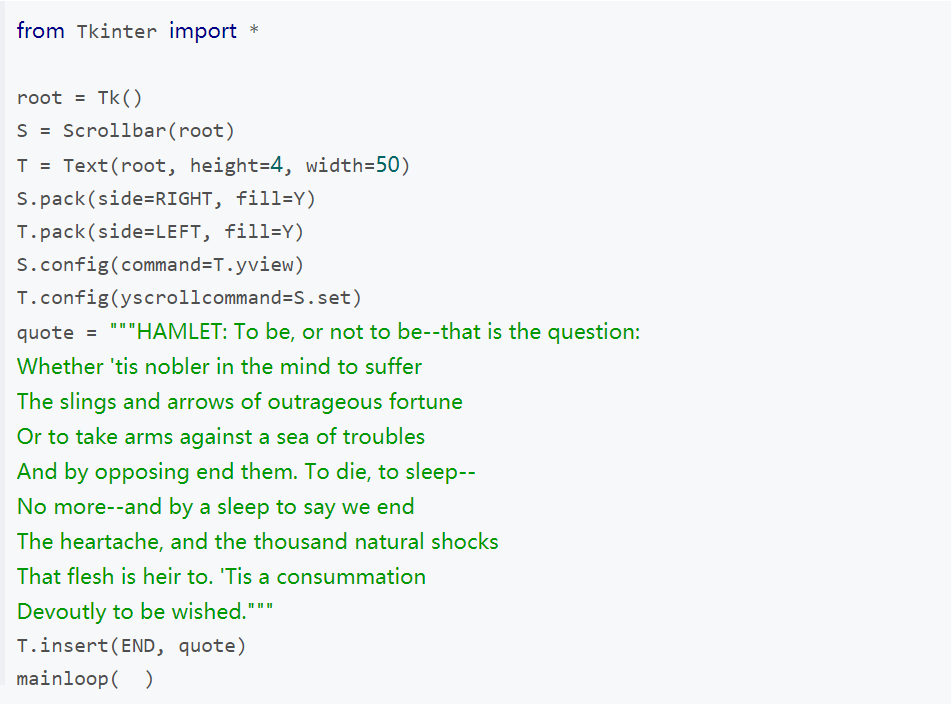 from Tkinter import *
root = Tk()
S = Scrollbar(root)
T = Text(root, height=4, width=50)
S.pack(side=RIGHT, fill=Y)
T.pack(side=LEFT, fill=Y)
S.config(command=T.yview)
T.config(yscrollcommand=S.set)
quote = """HAMLET: To be, or not to be--that is the question:
Whether 'tis nobler in the mind to suffer
The slings and arrows of outrageous fortune
Or to take arms against a sea of troubles
And by opposing end them. To die, to sleep--
No more--and by a sleep to say we end
The heartache, and the thousand natural shocks
That flesh is heir to. 'Tis a consummation
Devoutly to be wished."""
T.insert(END, quote)
mainloop(  )